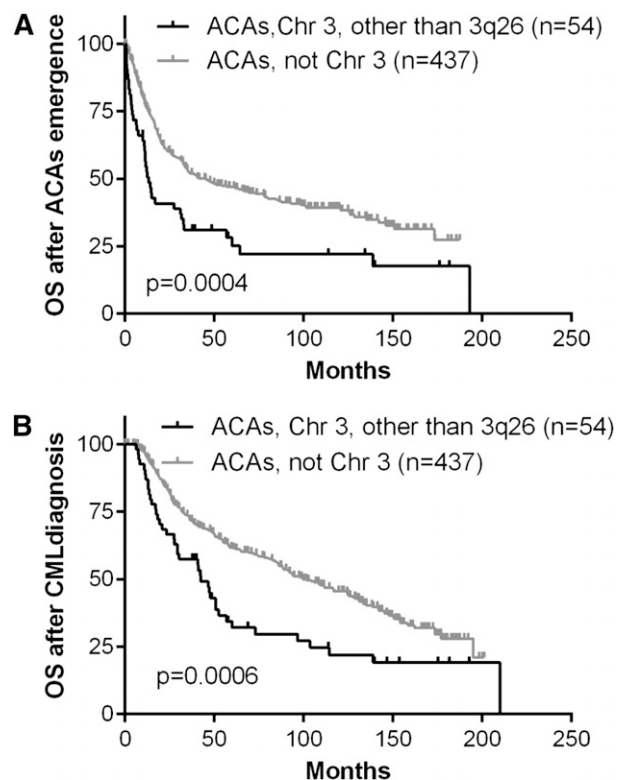 A
ACAs,Chr 3, other than 3q26 (n=54)
ACAs, not Chr 3 (n=437)
OS after ACAs emergence
100
75
50
25
0
p=0.0004
0 50 100 150 200 250
Months
B
ACAs, Chr 3, other than 3q26 (n=54)
ACAs, not Chr 3 (n=437)
OS after CMLdiagnosis
100
75
50
25
0
p=0.0006
0 50 100 150 200 250
Months